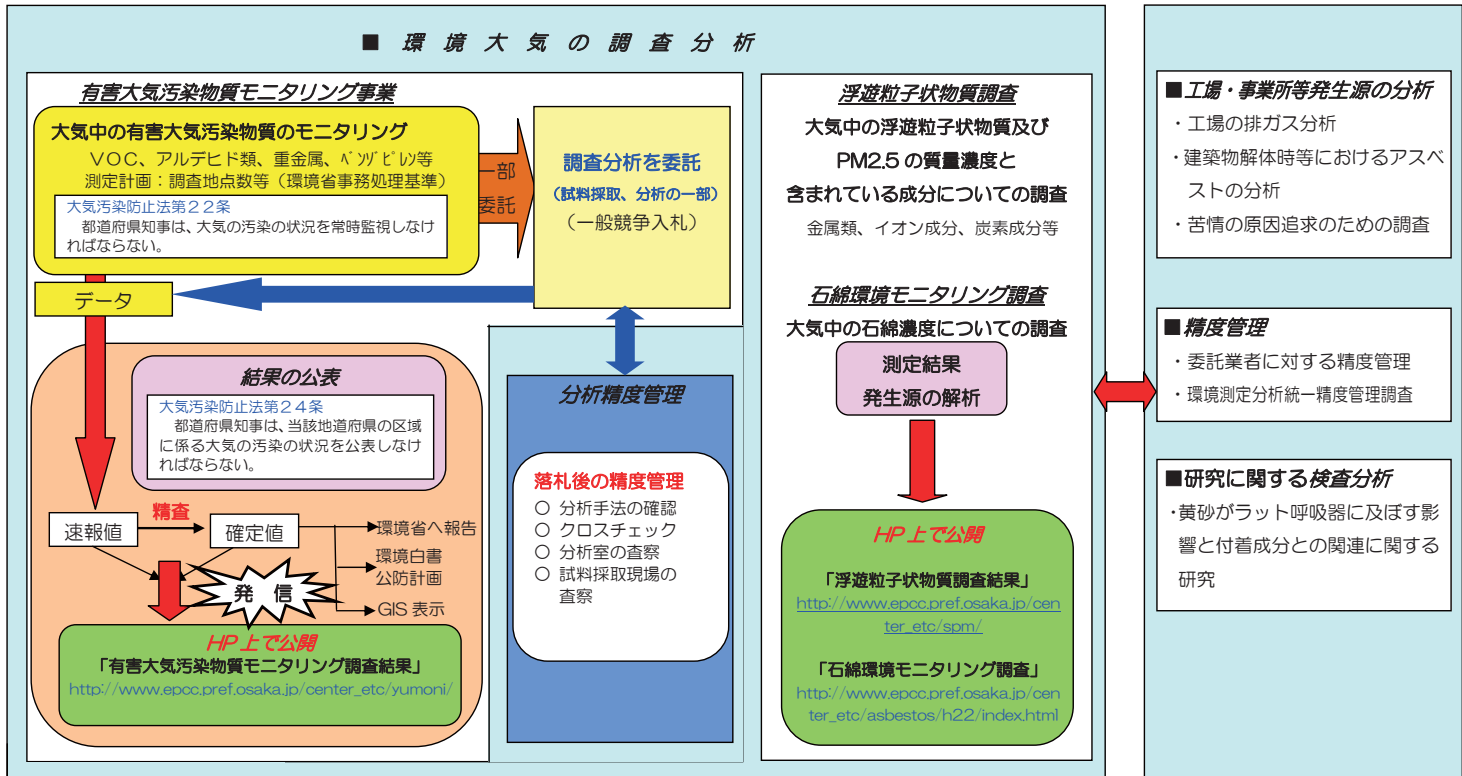 ■ 環境大気の調査分析
有害大気汚染物質モニタリング事業
大気中の有害大気汚染物質のモニタリング
VOC、アルデヒド類、重金属、ベンゾピレン等
測定計画：調査地点数等（環境省事務処理基準）
大気汚染防止法第２２条
都道府県知事は、大気の汚染の状況を常時監視しなけ
ればならない。
一部
委託
調査分析を委託
（試料採取、分析の一部）
（一般競争入札）
データ
結果の公表
大気汚染防止法第２４条
都道府県知事は、当該地道府県の区域
に係る大気の汚染の状況を公表しなけ
ればならない。
速報値
精査
確定値
環境省へ報告
環境白書
公防計画
GIS 表示
発 信
HP 上で公開
「有害大気汚染物質モニタリング調査結果」
http://www.epcc.pref.osaka.jp/center_etc/yumoni/
分析精度管理
落札後の精度管理
○ 分析手法の確認
○ クロスチェック
○ 分析室の査察
○ 試料採取現場の
査察
浮遊粒子状物質調査
大気中の浮遊粒子状物質及び
PM2.5 の質量濃度と
含まれている成分についての調査
金属類、イオン成分、炭素成分等
石綿環境モニタリング調査
大気中の石綿濃度についての調査
測定結果
発生源の解析
HP 上で公開
「浮遊粒子状物質調査結果」
http://www.epcc.pref.osaka.jp/cen
ter_etc/spm/
「石綿環境モニタリング調査」
http://www.epcc.pref.osaka.jp/cen
ter_etc/asbestos/h22/index.html
■工場・事業所等発生源の分析
・工場の排ガス分析
・建築物解体時等におけるアスベ
ストの分析
・苦情の原因追求のための調査
■精度管理
・委託業者に対する精度管理
・環境測定分析統一精度管理調査
■研究に関する検査分析
・黄砂がラット呼吸器に及ぼす影
響と付着成分との関連に関する
研究